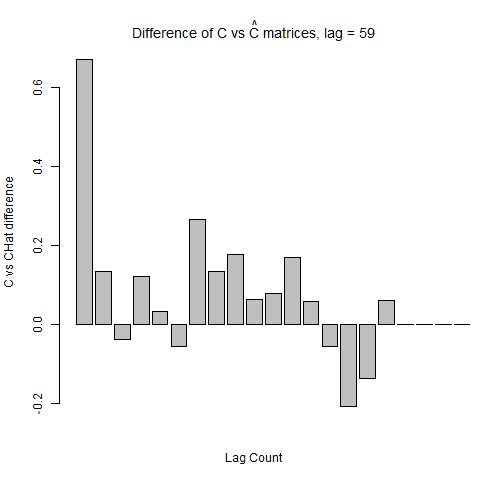 Difference of C vs Ĉ matrices, lag = 59
C vs CHat difference
0.6
0.4
0.2
0.0
-0.2
Lag Count